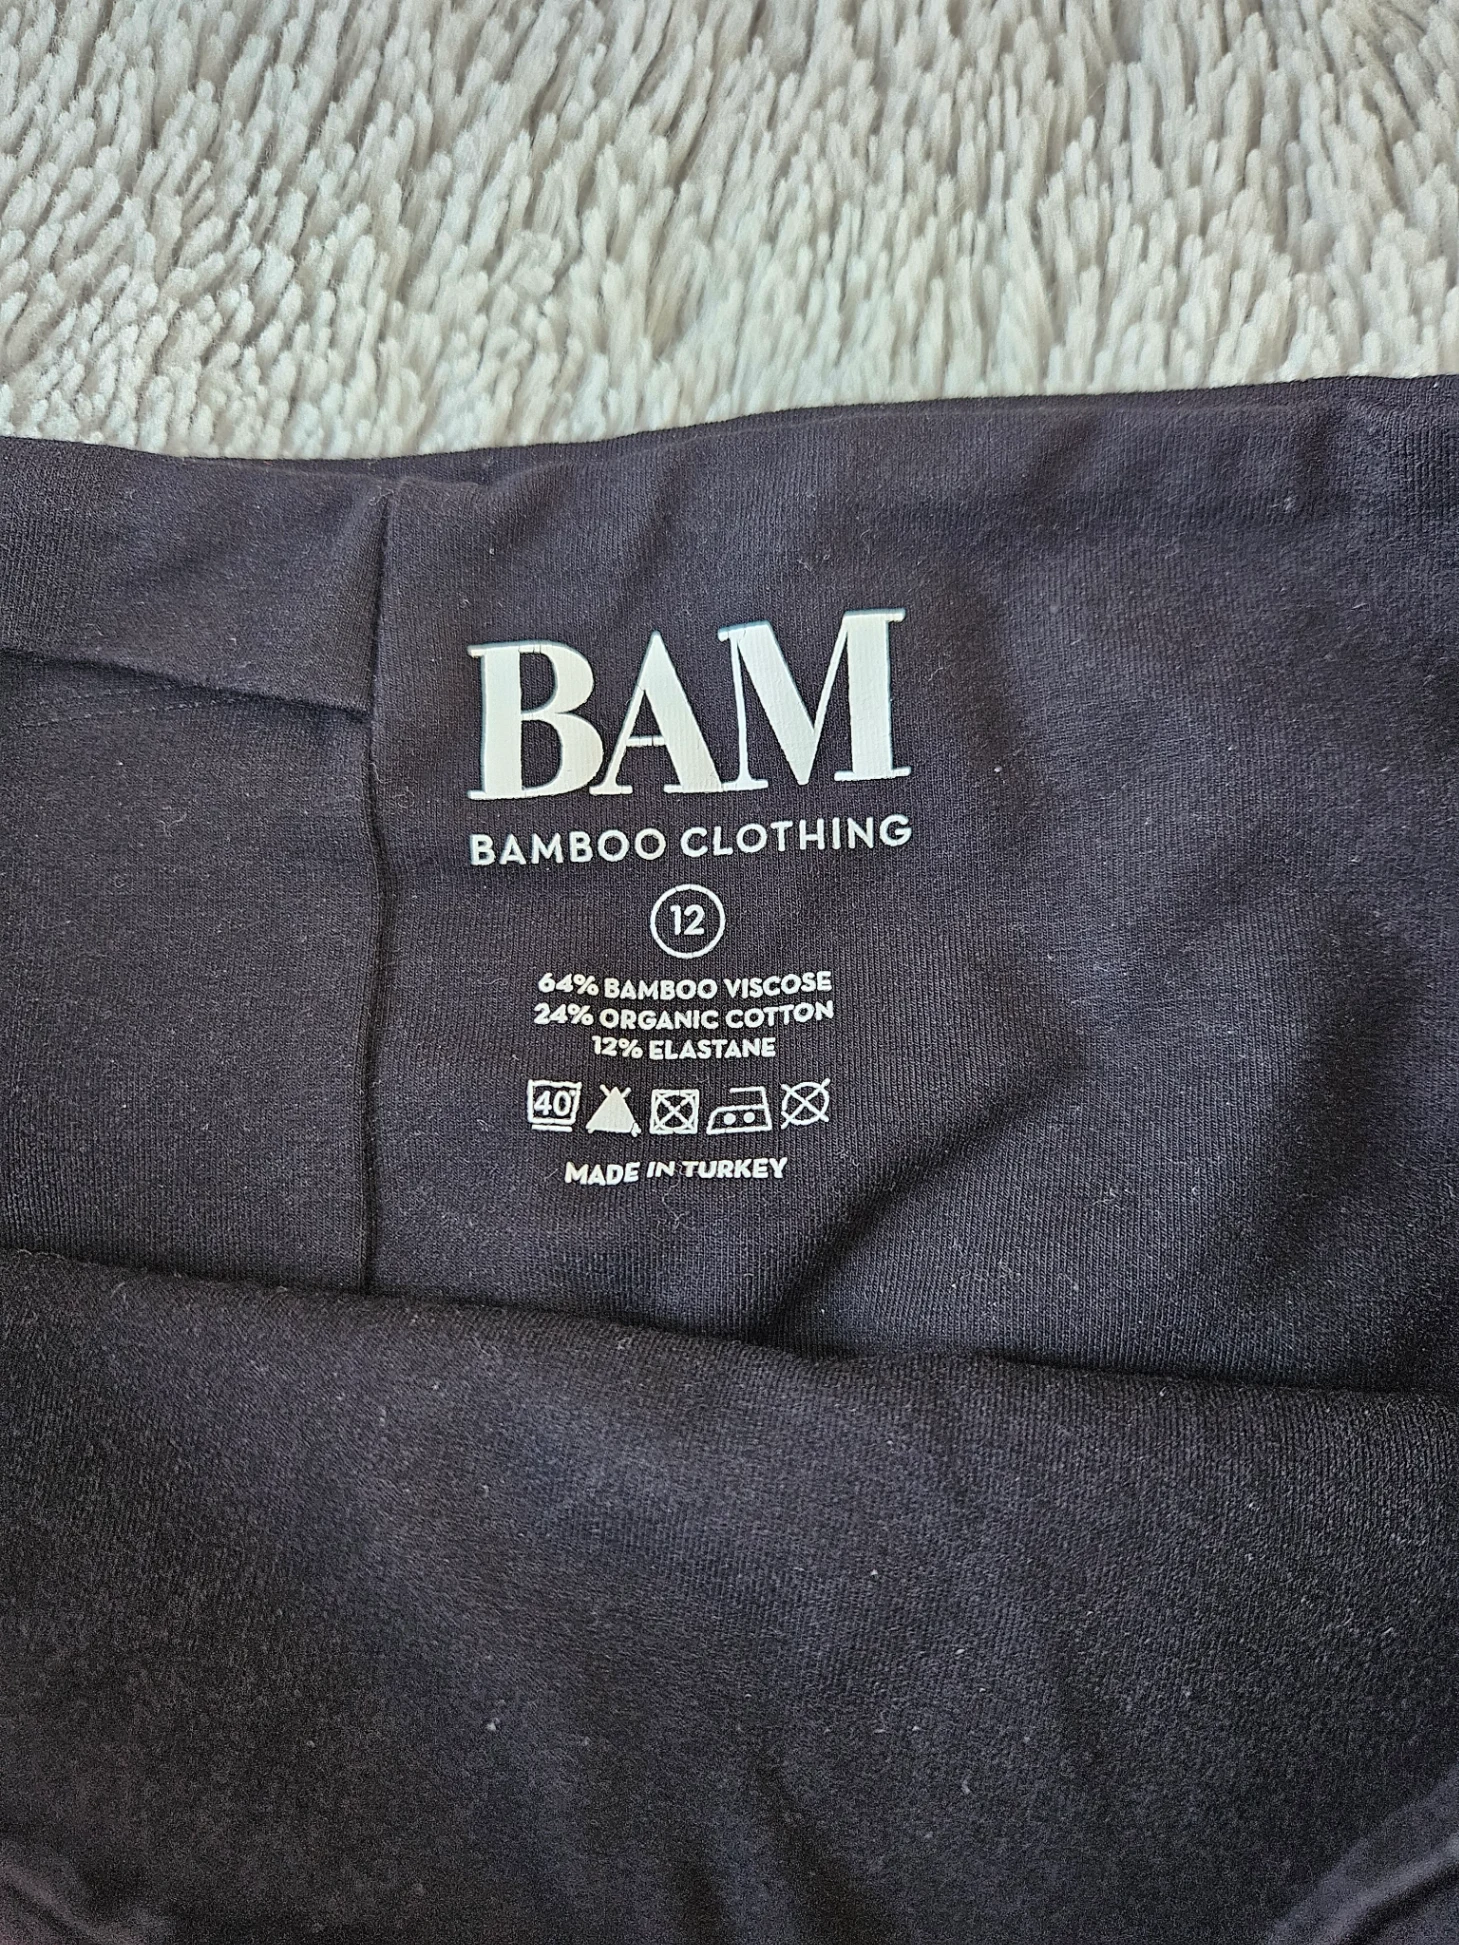 BAM
BAMBOO CLOTHING
12
64% BAMBOO VISCOSE
24% ORGANIC COTTON
12% ELASTANE
40
MADE IN TURKEY